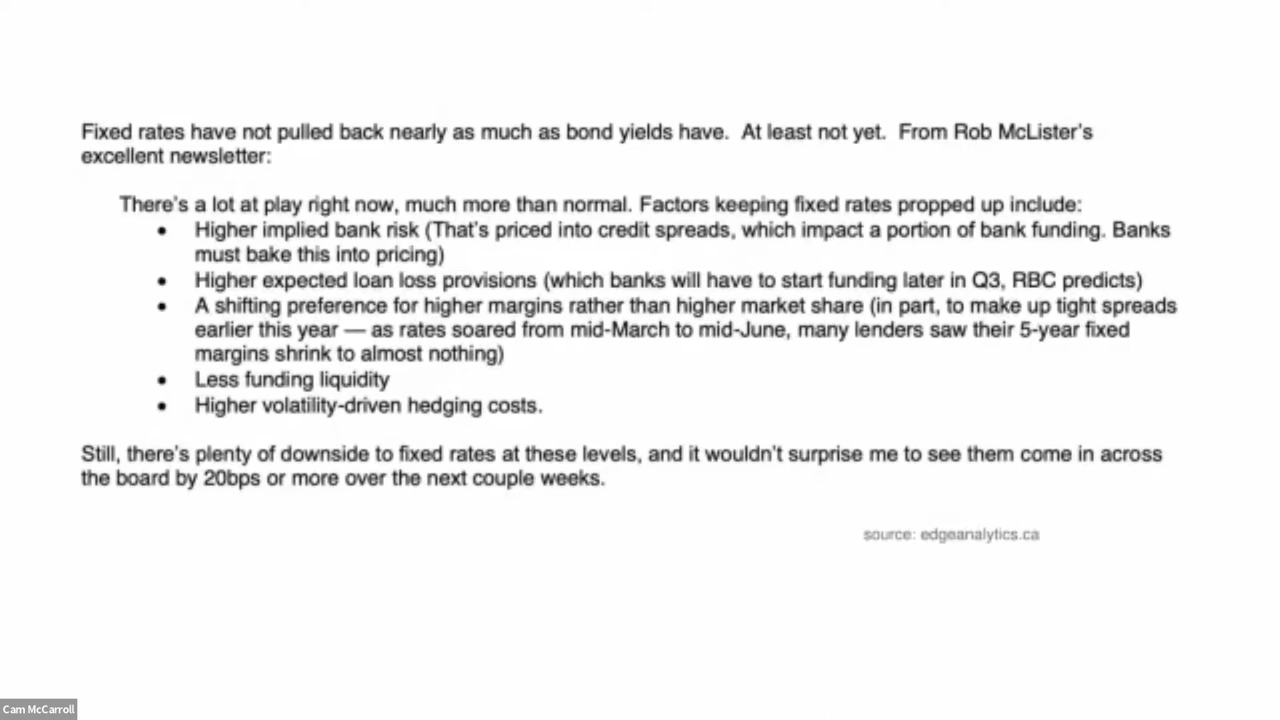 Fixed rates have not pulled back nearly as much as bond yields have.  At least not yet.  From Rob McLister's
excellent newsletter:
There's a lot at play right now, much more than normal. Factors keeping fixed rates propped up include:
• Higher implied bank risk (That's priced into credit spreads, which impact a portion of bank funding. Banks
must bake this into pricing)
• Higher expected loan loss provisions (which banks will have to start funding later in Q3, RBC predicts)
• A shifting preference for higher margins rather than higher market share (in part, to make up tight spreads
earlier this year — as rates soared from mid-March to mid-June, many lenders saw their 5-year fixed
margins shrink to almost nothing)
• Less funding liquidity
• Higher volatility-driven hedging costs.
Still, there's plenty of downside to fixed rates at these levels, and it wouldn't surprise me to see them come in across
the board by 20bps or more over the next couple weeks.
source: edgeanalytics.ca
Cam McCarroll